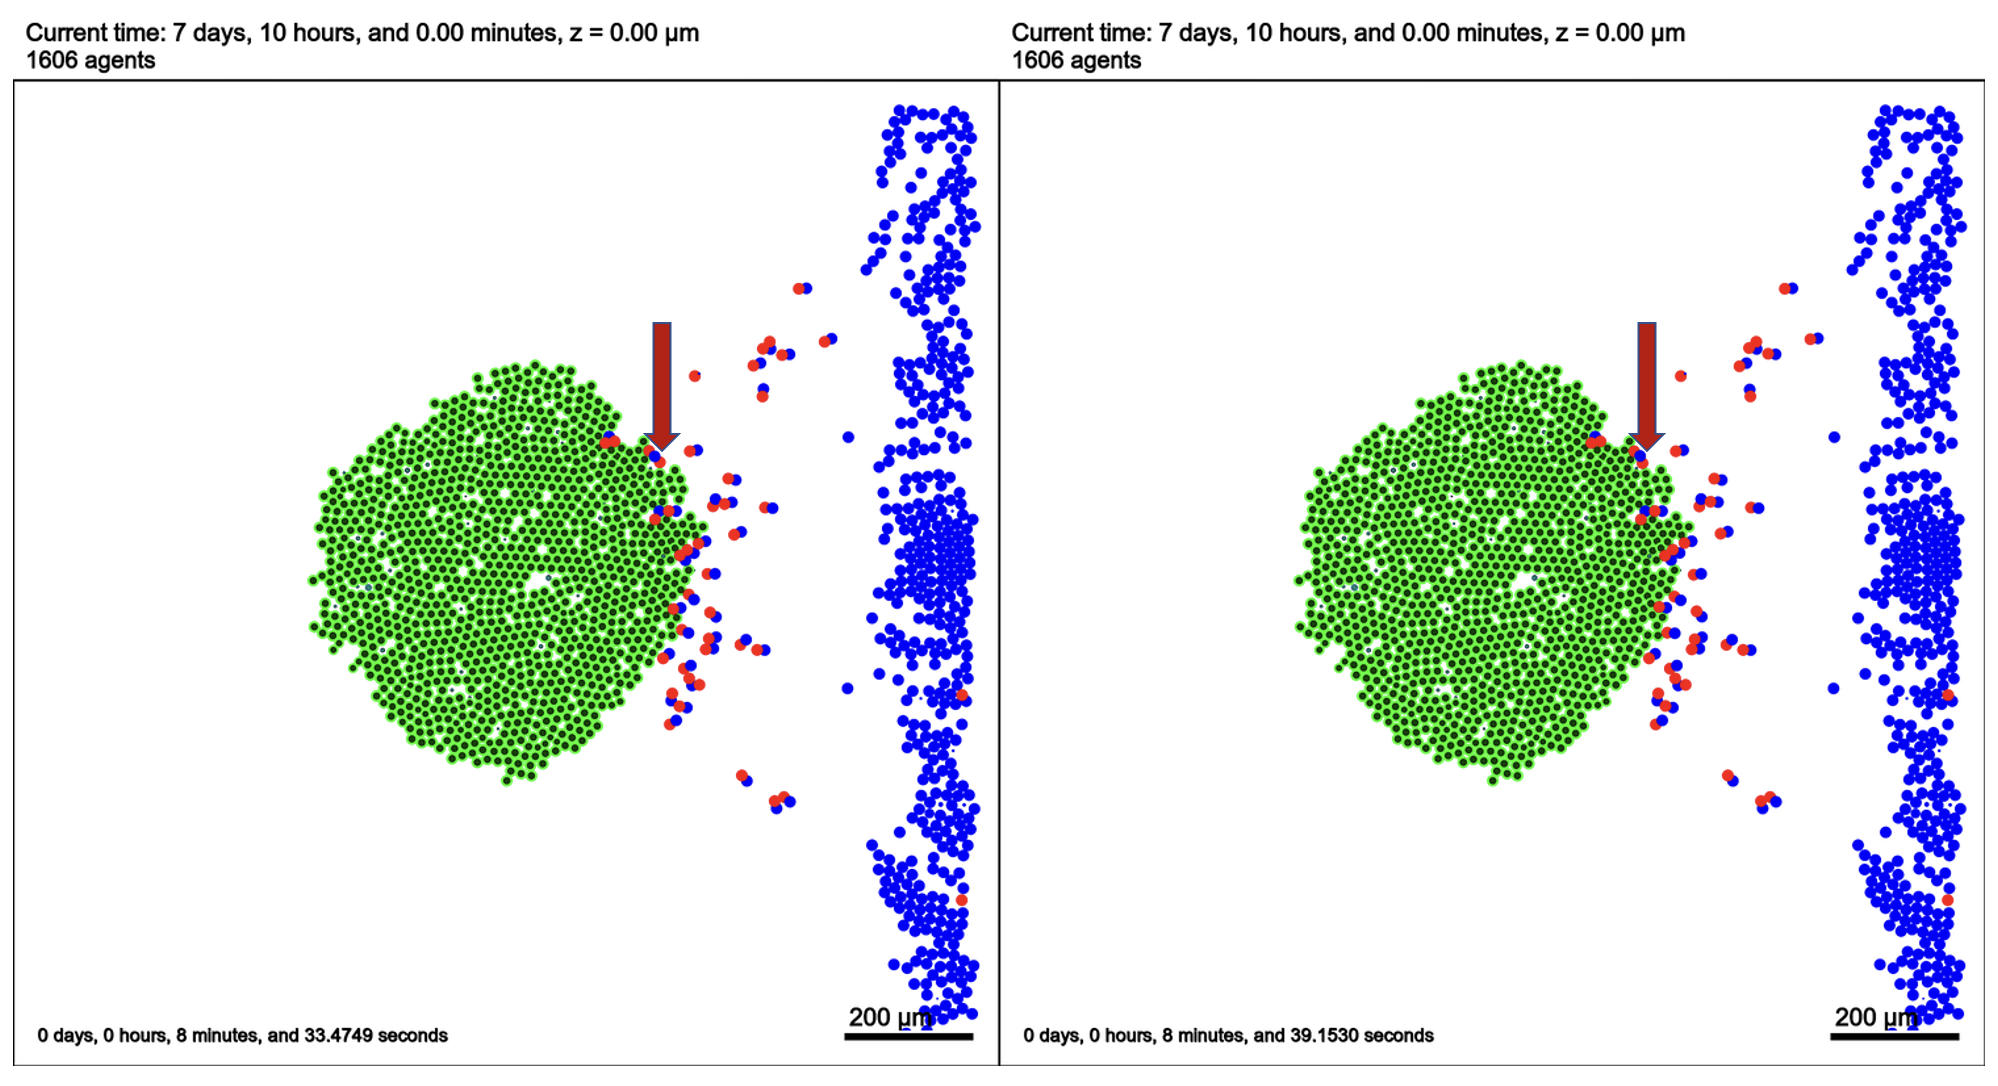 Current time: 7 days, 10 hours, and 0.00 minutes, z = 0.00 μm
1606 agents
200 μm
0 days, 0 hours, 8 minutes, and 33.4749 seconds
Current time: 7 days, 10 hours, and 0.00 minutes, z = 0.00 μm
1606 agents
200 μm
0 days, 0 hours, 8 minutes, and 39.1530 seconds